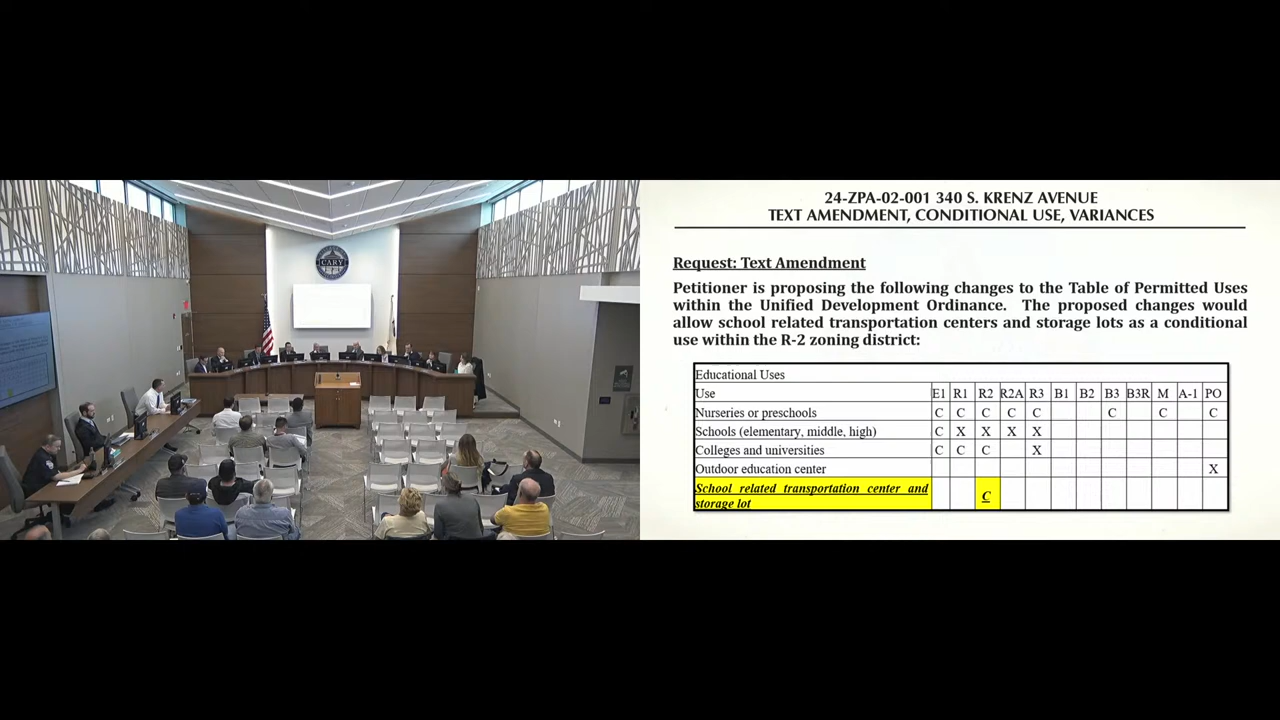 CARY
24-ZPA-02-001 340 S. KRENZ AVENUE
TEXT AMENDMENT, CONDITIONAL USE, VARIANCES
Request: Text Amendment
Petitioner is proposing the following changes to the Table of Permitted Uses
within the Unified Development Ordinance. The proposed changes would
allow school related transportation centers and storage lots as a conditional
use within the R-2 zoning district:
Educational Uses
Use E1 R1 R2 R2A R3 B1 B2 B3 B3R M A-1 PO
Nurseries or preschools C C C C C C C C
Schools (elementary, middle, high) C X X X X
Colleges and universities C C C X
Outdoor education center X
School related transportation center and
storage lot C